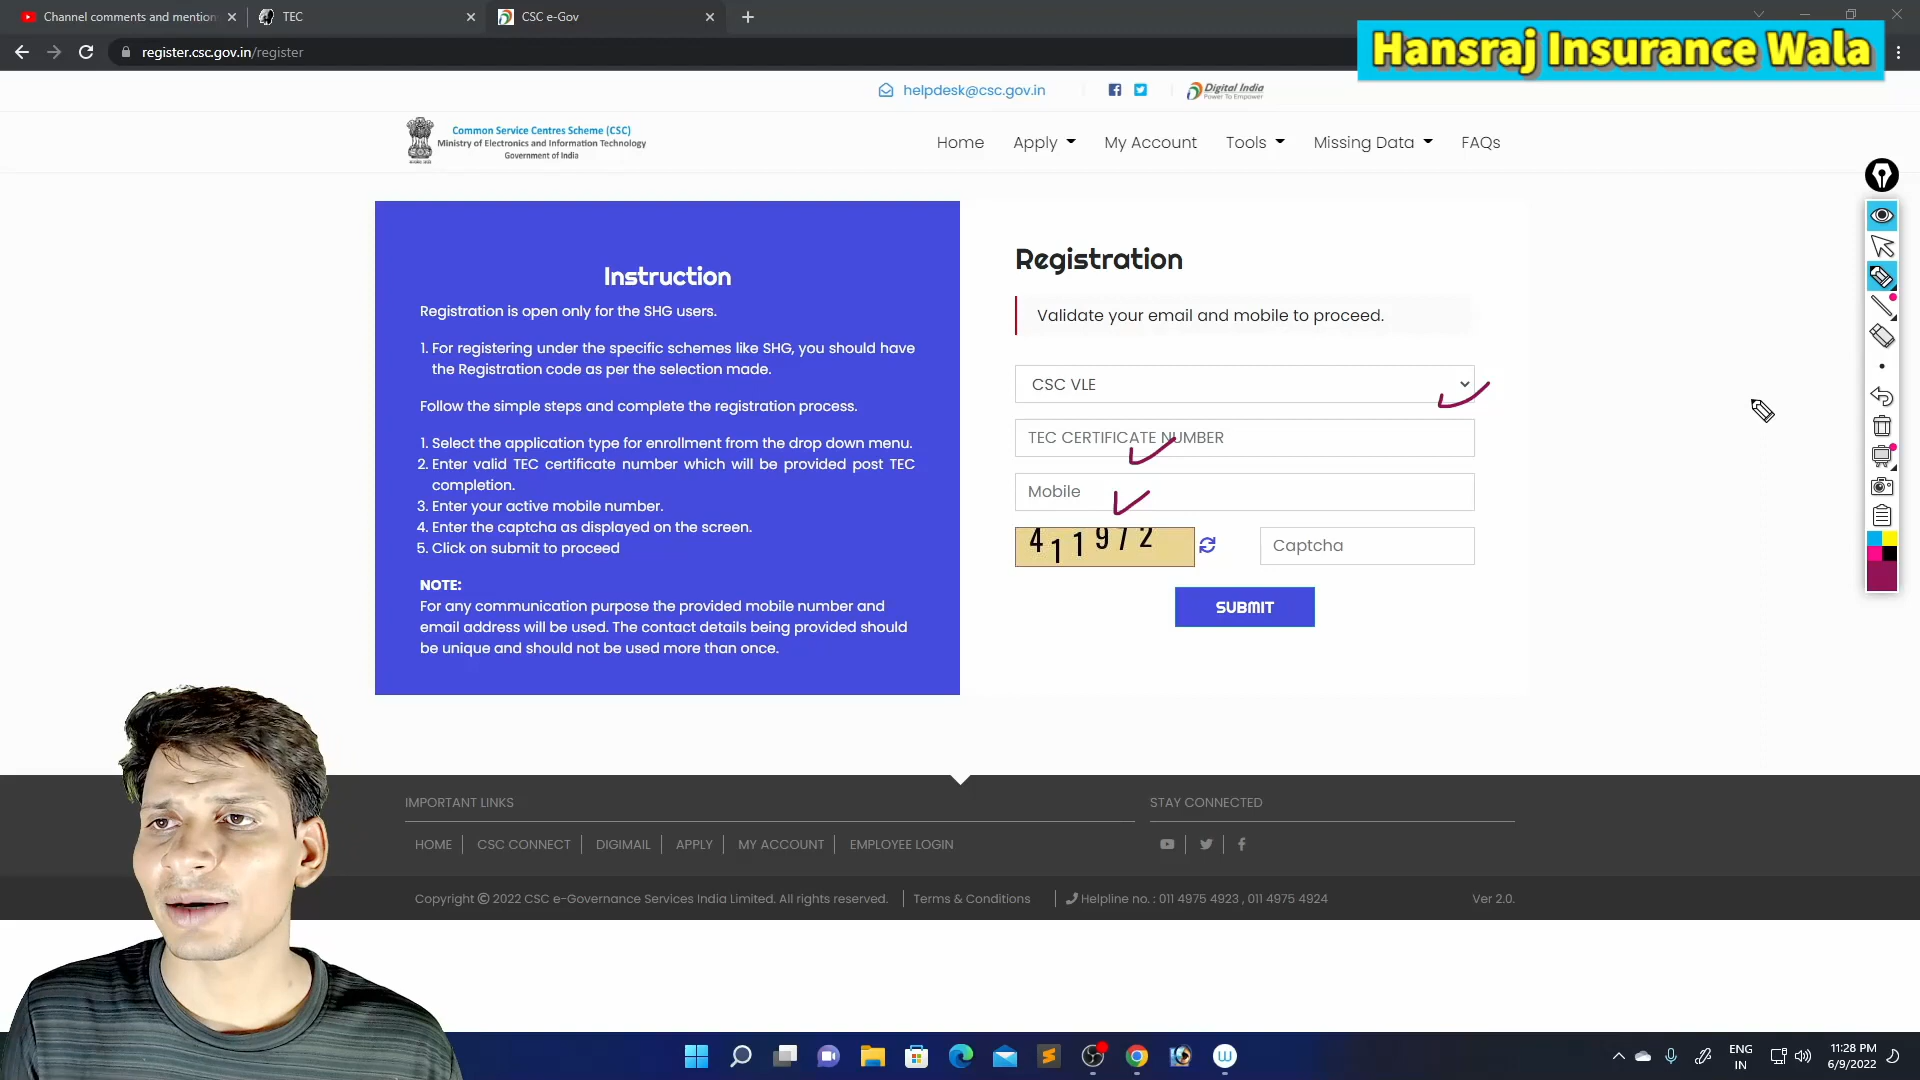 Channel comments and mention
TEC
CSC e-Gov
register.csc.gov.in/register
Hansraj Insurance Wala
helpdesk@csc.gov.in
Digital India
Power To Empower
Common Service Centres Scheme (CSC)
Ministry of Electronics and Information Technology
Government of India
Home
Apply
My Account
Tools
Missing Data
FAQs
Instruction
Registration is open only for the SHG users.
1. For registering under the specific schemes like SHG, you should have
the Registration code as per the selection made.
Follow the simple steps and complete the registration process.
1. Select the application type for enrollment from the drop down menu.
2. Enter valid TEC certificate number which will be provided post TEC
completion.
3. Enter your active mobile number.
4. Enter the captcha as displayed on the screen.
5. Click on submit to proceed
NOTE:
For any communication purpose the provided mobile number and
email address will be used. The contact details being provided should
be unique and should not be used more than once.
Registration
Validate your email and mobile to proceed.
CSC VLE
TEC CERTIFICATE NUMBER
Mobile
411972
Captcha
SUBMIT
IMPORTANT LINKS
HOME
CSC CONNECT
DIGIMAIL
APPLY
MY ACCOUNT
EMPLOYEE LOGIN
STAY CONNECTED
Copyright © 2022 CSC e-Governance Services India Limited. All rights reserved.
Terms & Conditions
Helpline no. : 011 4975 4923 , 011 4975 4924
Ver 2.0.
ENG
IN
11:28 PM
6/9/2022